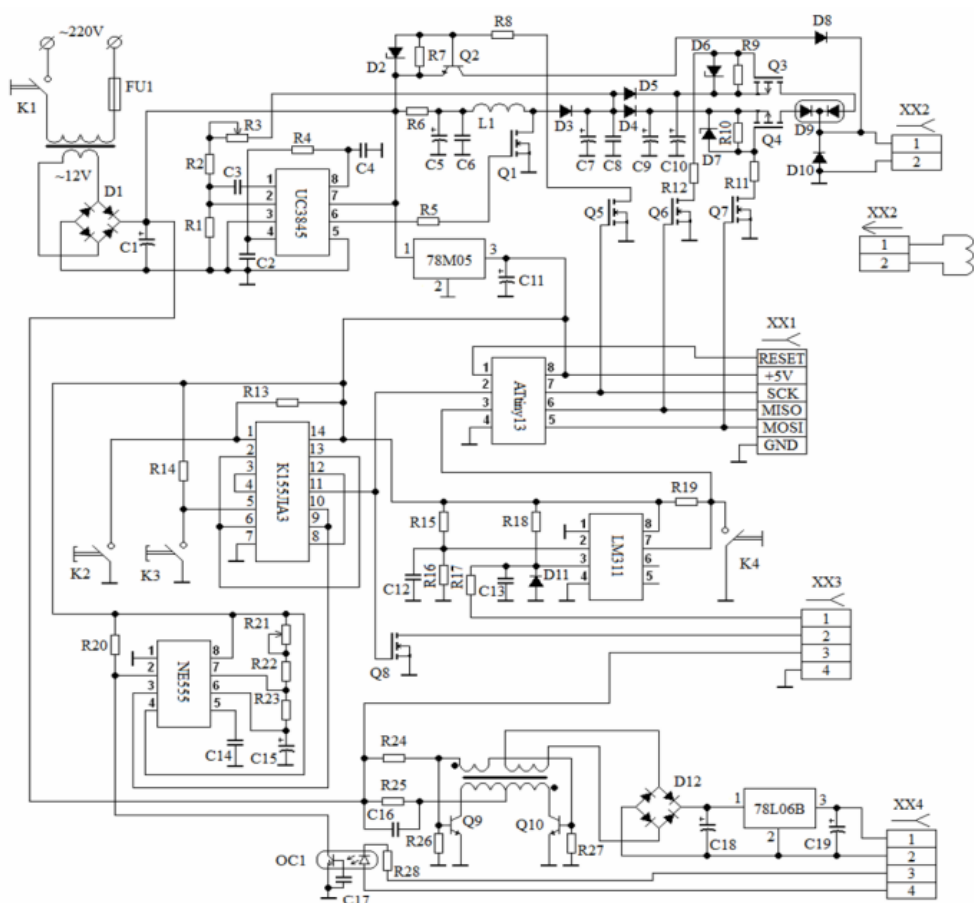 ~220V
K1
FU1
~12V
D1
C1
R1
R2
R3
R4
C3
C2
C4
UC3845
1 8
2 7
3 6
4 5
D2
R7
Q2
R8
R6
C5
C6
L1
Q1
R5
D3
D5
D4
C7
C8
C9
C10
D6
R9
Q3
D7
R10
Q4
D8
D9
D10
XX2
1
2
Q5
R12
Q6
R11
Q7
XX2
1
2
1 78M05 3
2
C11
XX1
RESET
+5V
SCK
MISO
MOSI
GND
ATtiny13
1 8
2 7
3 6
4 5
R13
R14
К155ЛА3
1 14
2 13
3 12
4 11
5 10
6 9
7 8
K2
K3
R15
R18
R19
R16
R17
C12
C13
D11
LM311
1 8
2 7
3 6
4 5
K4
XX3
1
2
3
4
Q8
R20
NE555
1 8
2 7
3 6
4 5
R21
R22
R23
C14
C15
R24
R25
C16
R26
Q9
Q10
R27
R28
OC1
C17
D12
C18
1 78L06B 3
2
C19
XX4
1
2
3
4